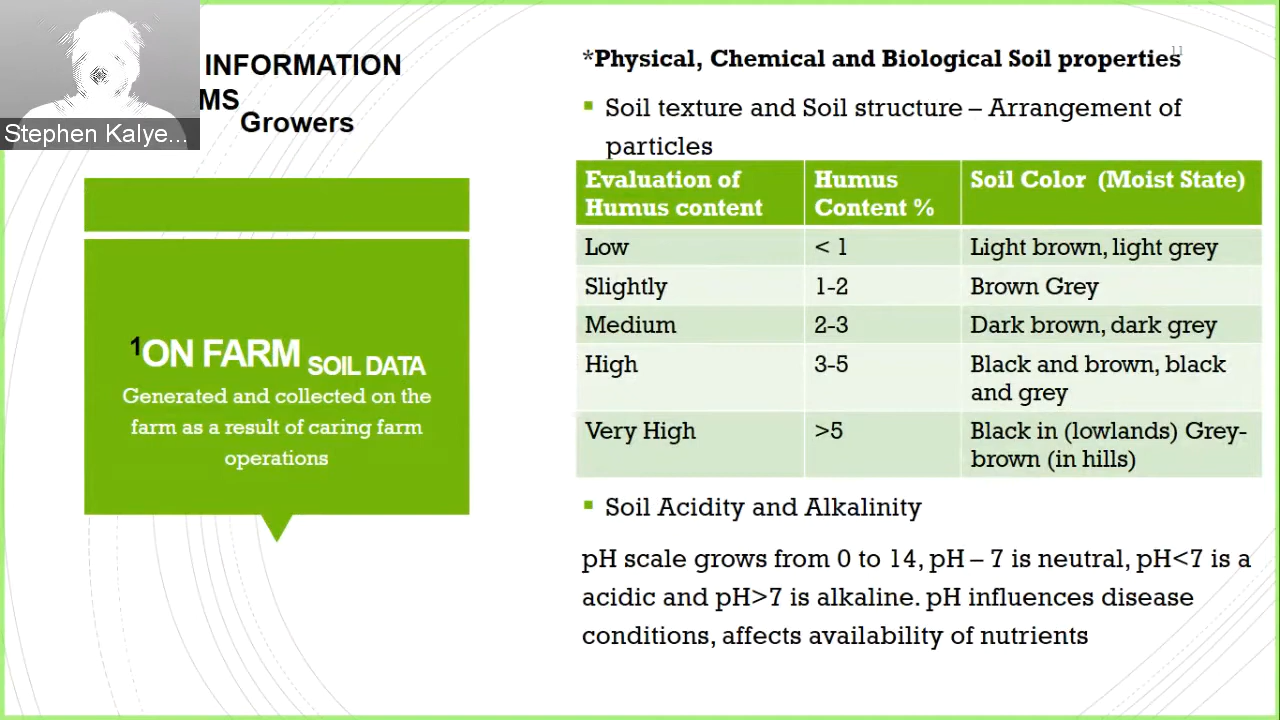 INFORMATION
MS
Growers
Stephen Kalye...
11
*Physical, Chemical and Biological Soil properties
▪ Soil texture and Soil structure – Arrangement of
particles
Evaluation of Humus content | Humus Content % | Soil Color (Moist State)
Low | < 1 | Light brown, light grey
Slightly | 1-2 | Brown Grey
Medium | 2-3 | Dark brown, dark grey
High | 3-5 | Black and brown, black and grey
Very High | >5 | Black in (lowlands) Grey-brown (in hills)
▪ Soil Acidity and Alkalinity
pH scale grows from 0 to 14, pH – 7 is neutral, pH<7 is a
acidic and pH>7 is alkaline. pH influences disease
conditions, affects availability of nutrients
¹ON FARM SOIL DATA
Generated and collected on the
farm as a result of caring farm
operations